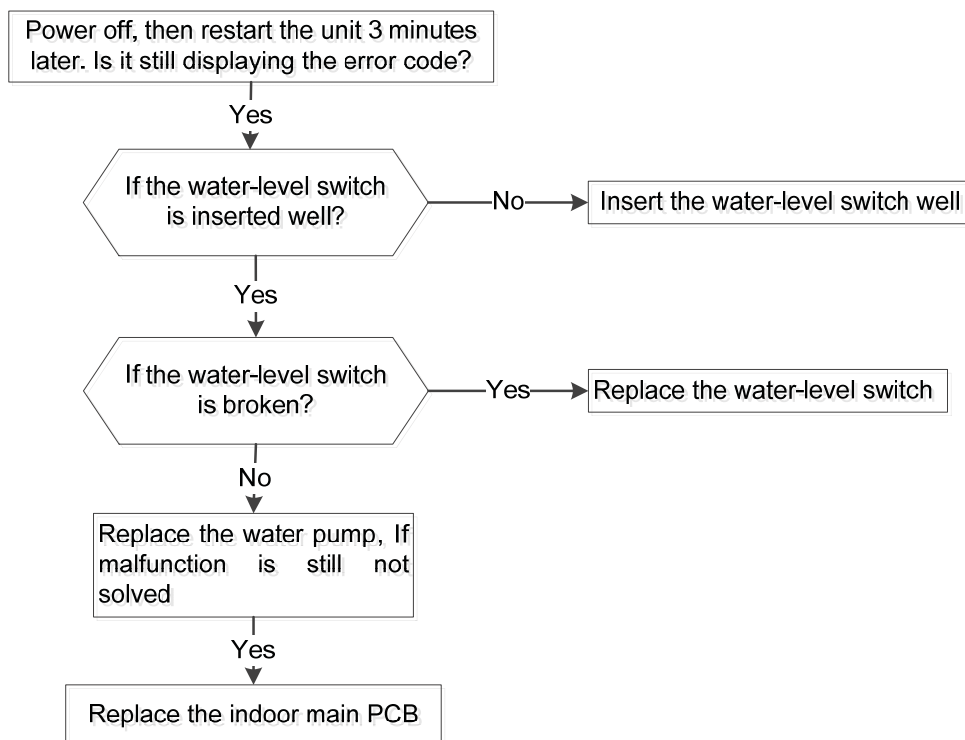 Power off, then restart the unit 3 minutes
later. Is it still displaying the error code?
Yes
If the water-level switch
is inserted well?
No
Insert the water-level switch well
Yes
If the water-level switch
is broken?
Yes
Replace the water-level switch
No
Replace the water pump, If
malfunction is still not
solved
Yes
Replace the indoor main PCB